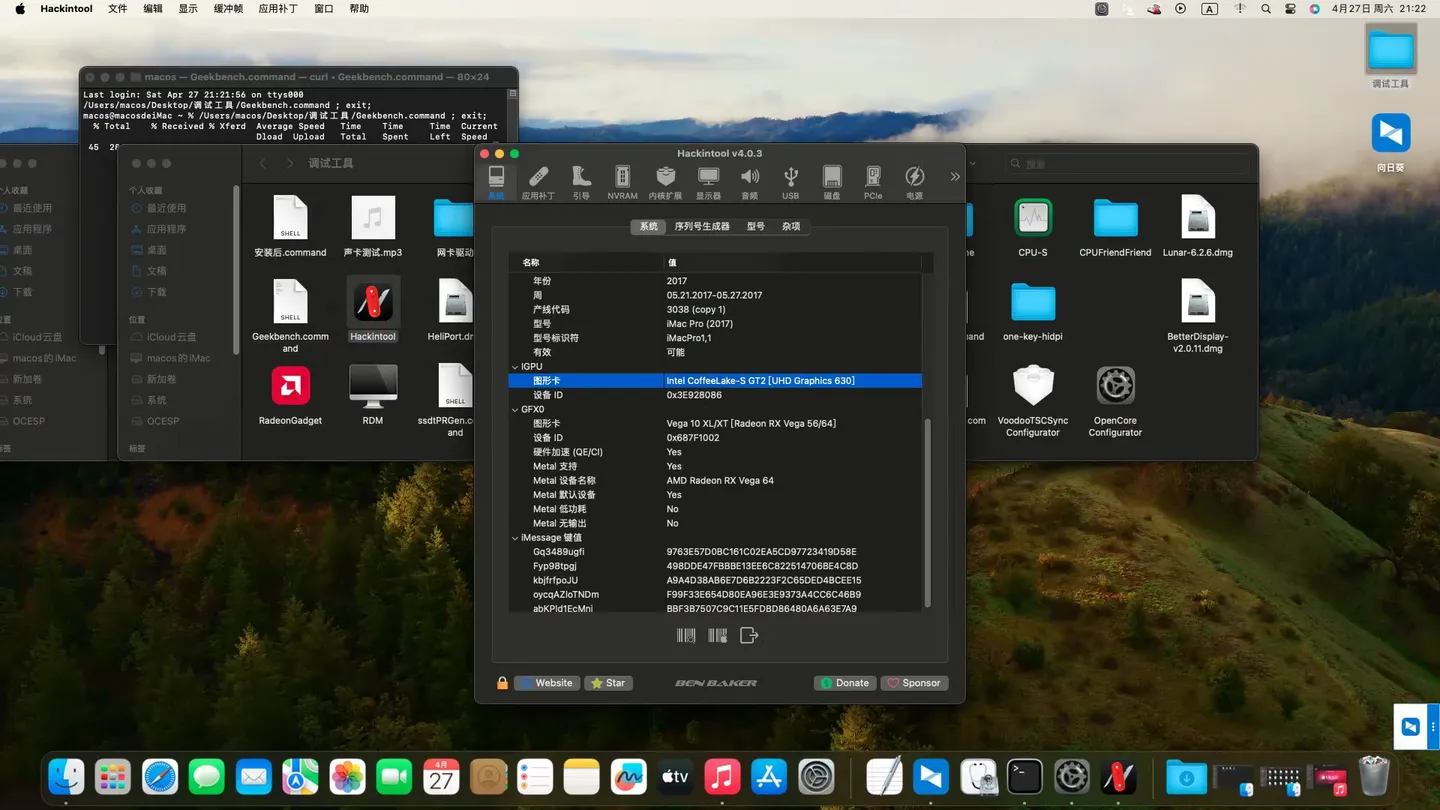 Hackintool 文件 编辑 显示 缓冲帧 应用补丁 窗口 帮助
A 4月27日 周六 21:22
macos — Geekbench.command — curl • Geekbench.command — 80×24
Last login: Sat Apr 27 21:21:56 on ttys000
/Users/macos/Desktop/调试工具/Geekbench.command ; exit;
macos@macosdeiMac ~ % /Users/macos/Desktop/调试工具/Geekbench.command ; exit;
% Total % Received % Xferd Average Speed Time Time Time Current
Dload Upload Total Spent Left Speed
45
个人收藏
最近使用
应用程序
桌面
文稿
下载
位置
iCloud云盘
macos的iMac
新加卷
系统
OCESP
标签
调试工具
个人收藏
最近使用
应用程序
桌面
文稿
下载
位置
iCloud云盘
macos的iMac
新加卷
系统
OCESP
标签
安装后.command
声卡测试.mp3
网卡驱动
Geekbench.command
Hackintool
HeliPort.dm
RadeonGadget
RDM
ssdtPRGen.command
Hackintool v4.0.3
系统 应用补丁 引导 NVRAM 内核扩展 显示器 音频 USB 磁盘 PCIe 电源
系统 序列号生成器 型号 杂项
名称 值
年份 2017
周 05.21.2017-05.27.2017
产线代码 3038 (copy 1)
型号 iMac Pro (2017)
型号标识符 iMacPro1,1
有效 可能
IGPU
图形卡 Intel CoffeeLake-S GT2 [UHD Graphics 630]
设备 ID 0x3E928086
GFX0
图形卡 Vega 10 XL/XT [Radeon RX Vega 56/64]
设备 ID 0x687F1002
硬件加速 (QE/CI) Yes
Metal 支持 Yes
Metal 设备名称 AMD Radeon RX Vega 64
Metal 默认设备 Yes
Metal 低功耗 No
Metal 无输出 No
iMessage 键值
Gq3489ugfi 9763E57D0BC161C02EA5CD97723419D58E
Fyp98tpgj 498DDE47FBBBE13EE6C822514706BE4C8D
kbjfrfpoJU A9A4D38AB6E7D6B2223F2C65DED4BCEE15
oycqAZloTNDm F99F33E654D80EA96E3E9373A4CC6C46B9
abKPld1EcMni BBF3B7507C9C11E5FDBD86480A6A63E7A9
Website Star BEN BAKER Donate Sponsor
搜索
CPU-S
CPUFriendFriend
Lunar-6.2.6.dmg
one-key-hidpi
BetterDisplay-v2.0.11.dmg
VoodooTSCSync Configurator
OpenCore Configurator
调试工具
向日葵
4月
27
tv